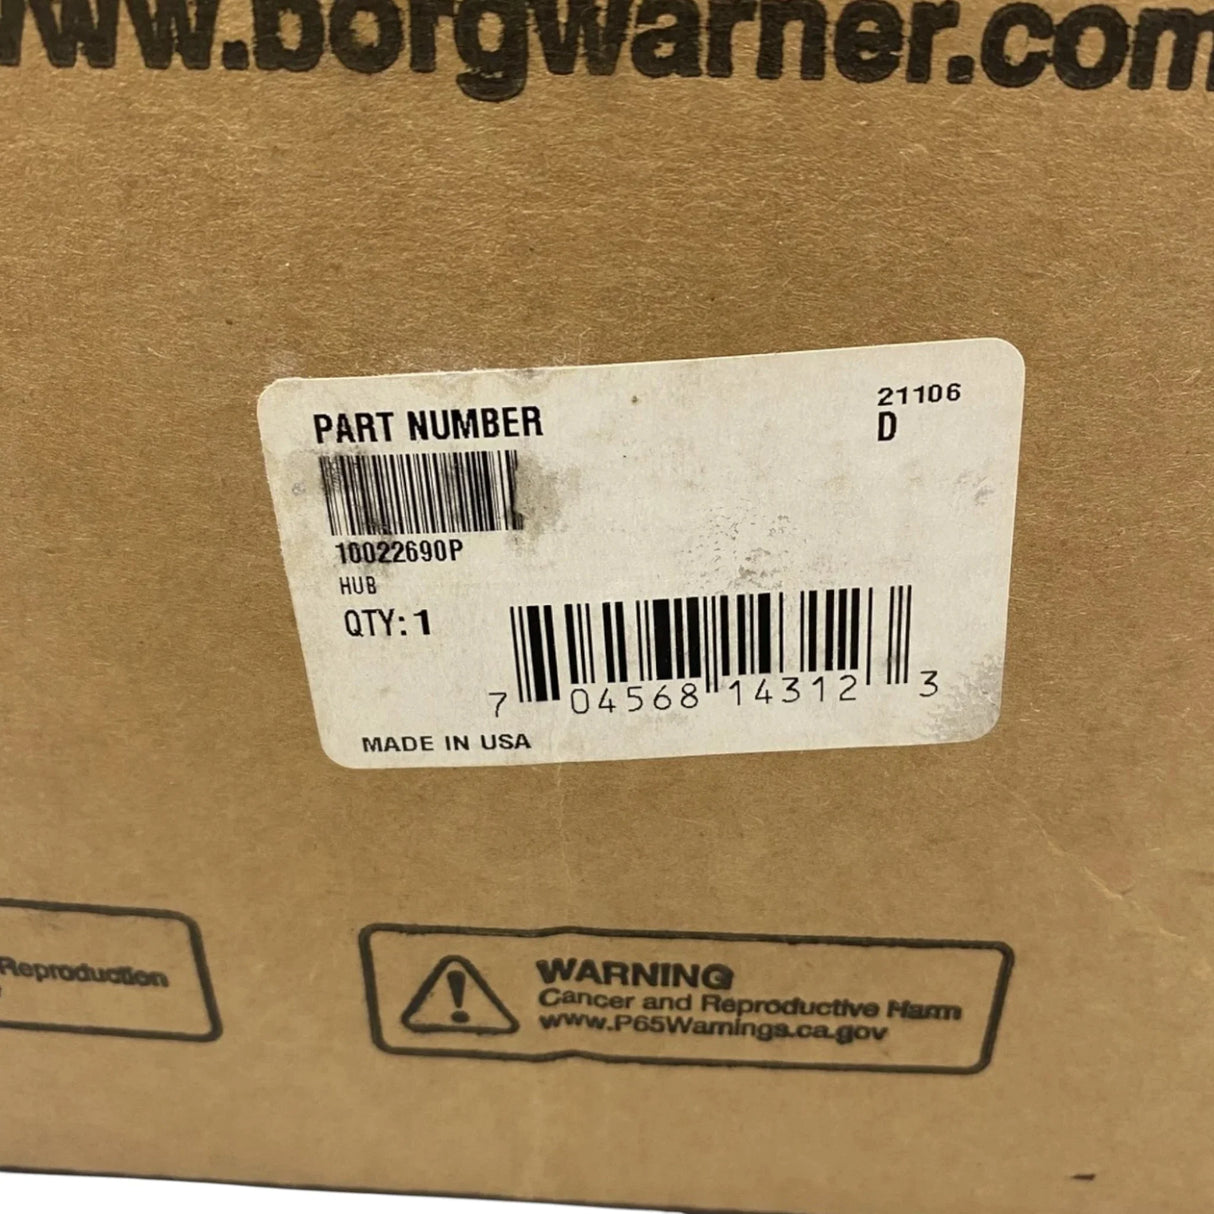 www.borgwarner.com
PART NUMBER
21106
D
10022690P
HUB
QTY: 1
7 04568 14312 3
MADE IN USA
Reproduction
WARNING
Cancer and Reproductive Harm
www.P65Warnings.ca.gov